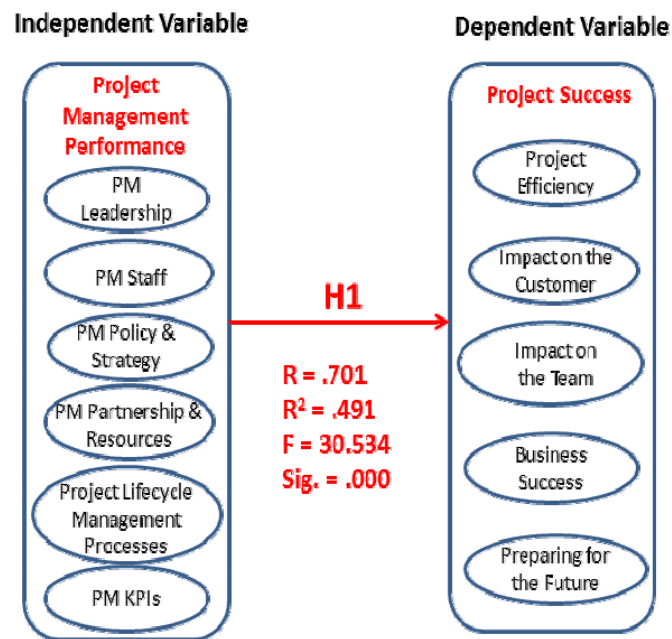 Independent Variable
Project
Management
Performance
PM
Leadership
PM Staff
PM Policy &
Strategy
PM Partnership &
Resources
Project Lifecycle
Management
Processes
PM KPIs
H1
R = .701
R² = .491
F = 30.534
Sig. = .000
Dependent Variable
Project Success
Project
Efficiency
Impact on the
Customer
Impact on
the Team
Business
Success
Preparing for
the Future